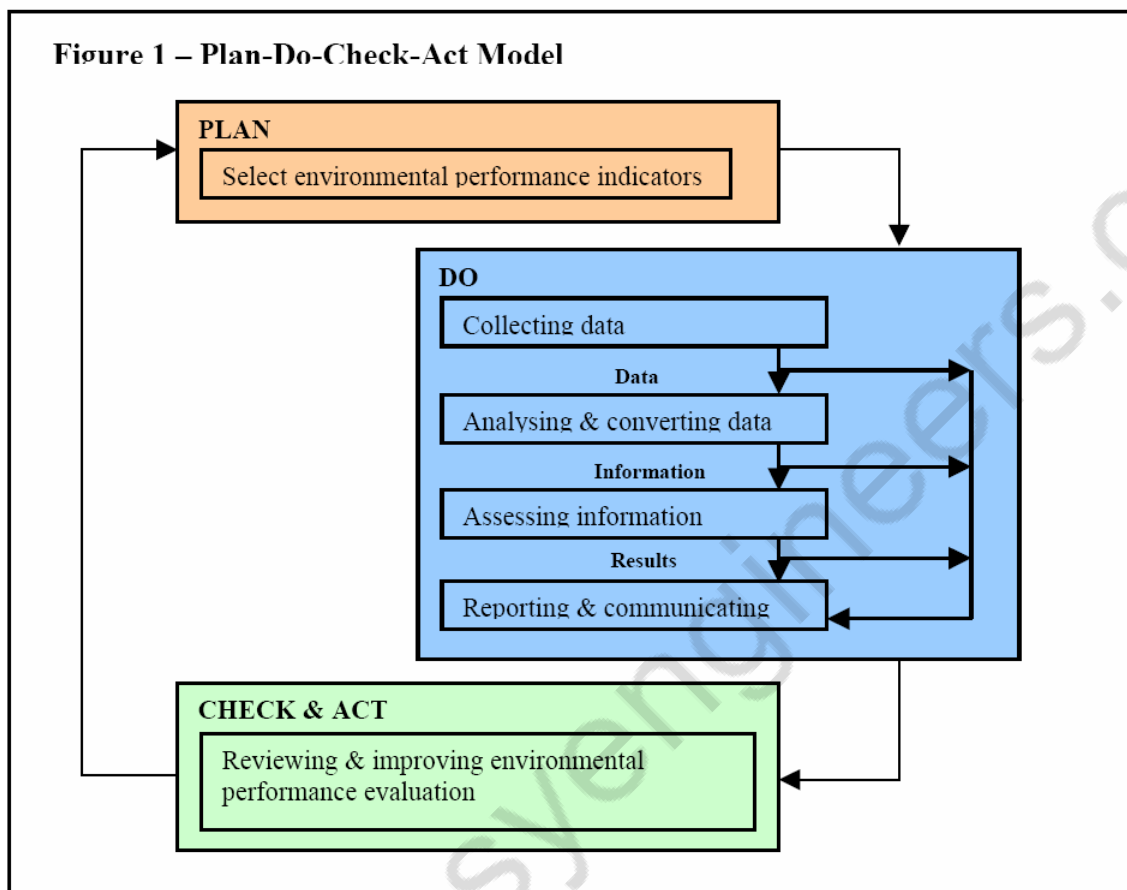 Figure 1 – Plan-Do-Check-Act Model
PLAN
Select environmental performance indicators
DO
Collecting data
Data
Analysing & converting data
Information
Assessing information
Results
Reporting & communicating
CHECK & ACT
Reviewing & improving environmental
performance evaluation
syengineers.c